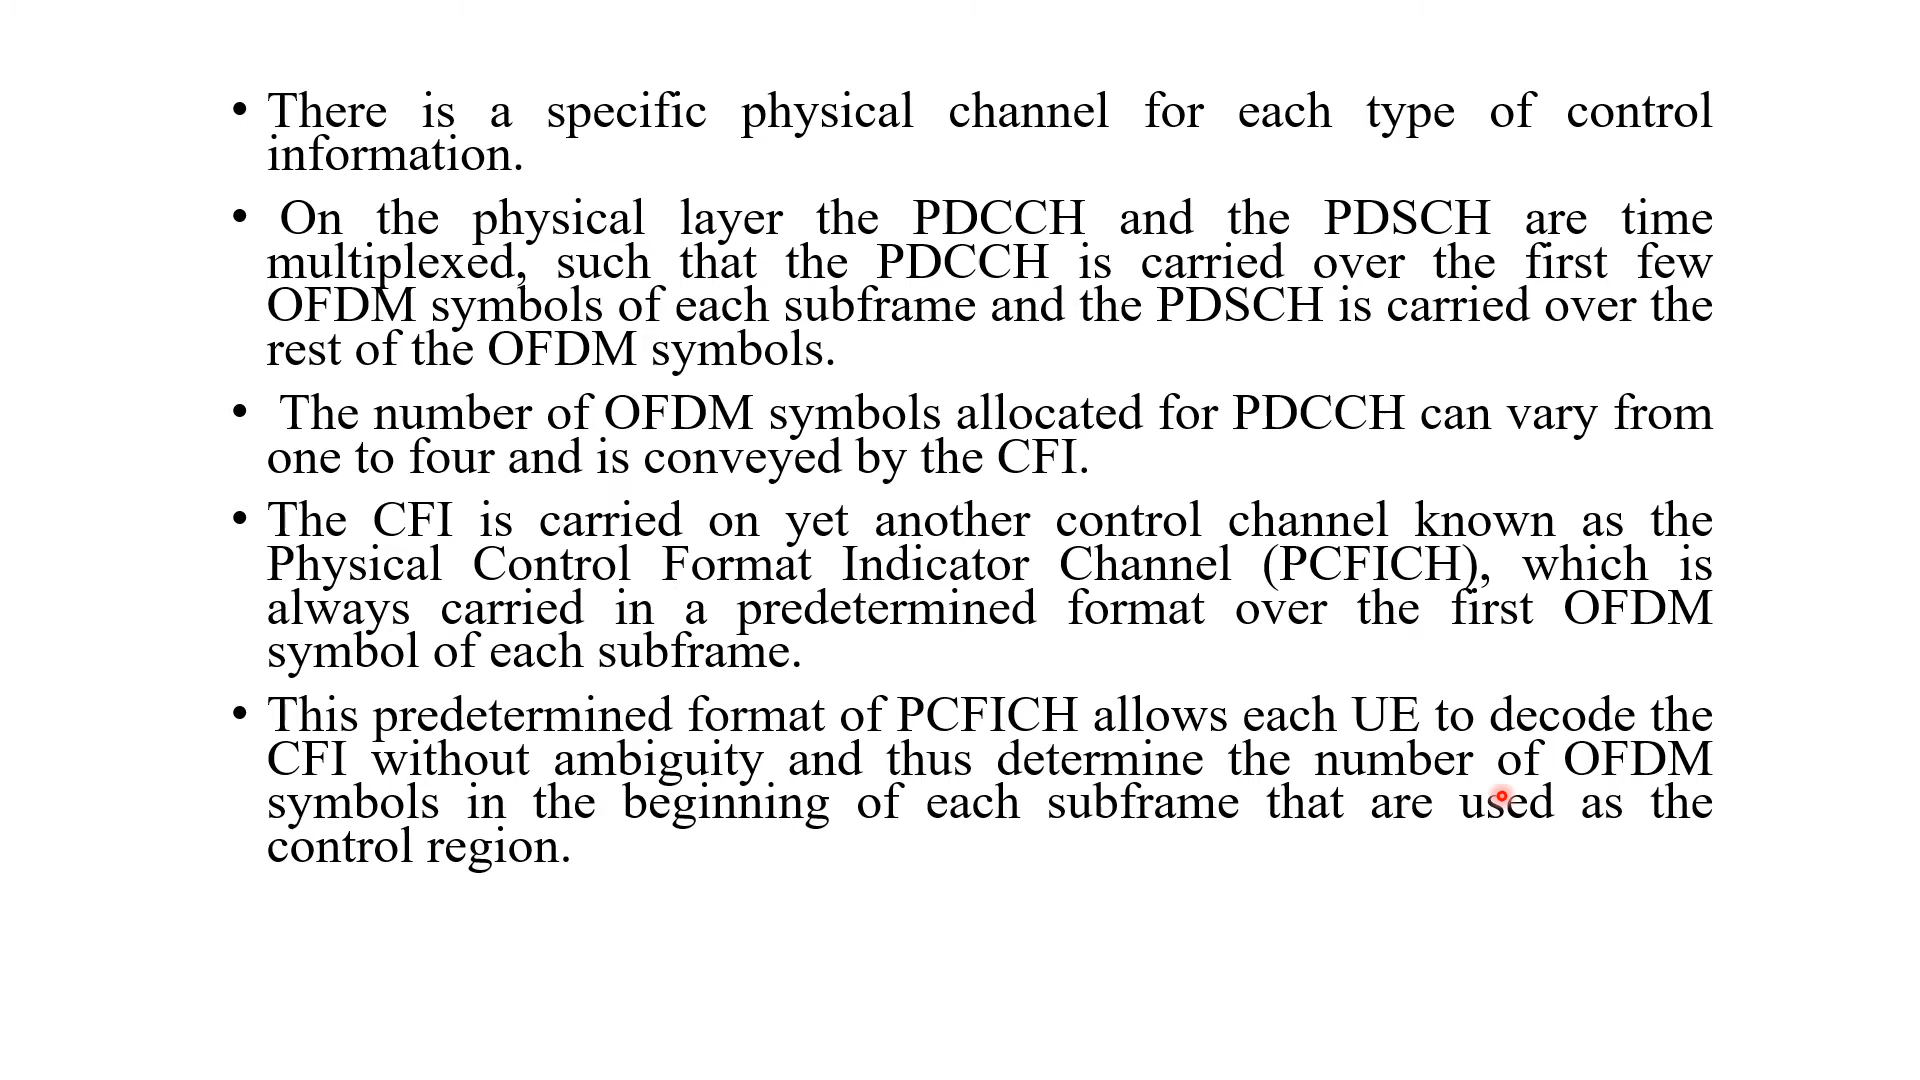 • There is a specific physical channel for each type of control
information.
• On the physical layer the PDCCH and the PDSCH are time
multiplexed, such that the PDCCH is carried over the first few
OFDM symbols of each subframe and the PDSCH is carried over the
rest of the OFDM symbols.
• The number of OFDM symbols allocated for PDCCH can vary from
one to four and is conveyed by the CFI.
• The CFI is carried on yet another control channel known as the
Physical Control Format Indicator Channel (PCFICH), which is
always carried in a predetermined format over the first OFDM
symbol of each subframe.
• This predetermined format of PCFICH allows each UE to decode the
CFI without ambiguity and thus determine the number of OFDM
symbols in the beginning of each subframe that are used as the
control region.